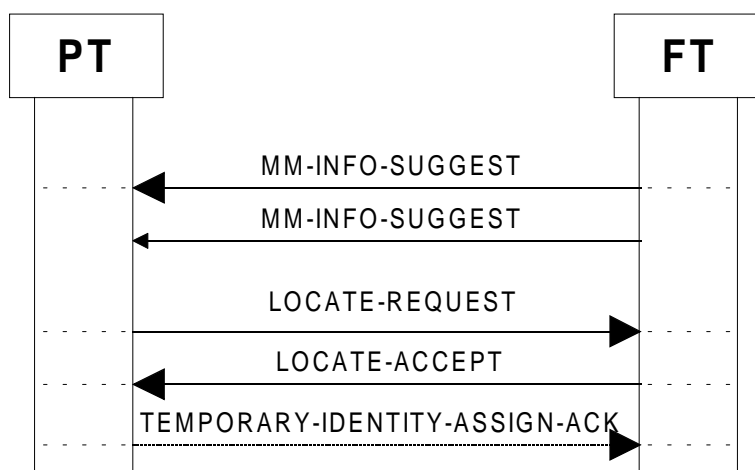 PT FT
MM-INFO-SUGGEST
MM-INFO-SUGGEST
LOCATE-REQUEST
LOCATE-ACCEPT
TEMPORARY-IDENTITY-ASSIGN-ACK